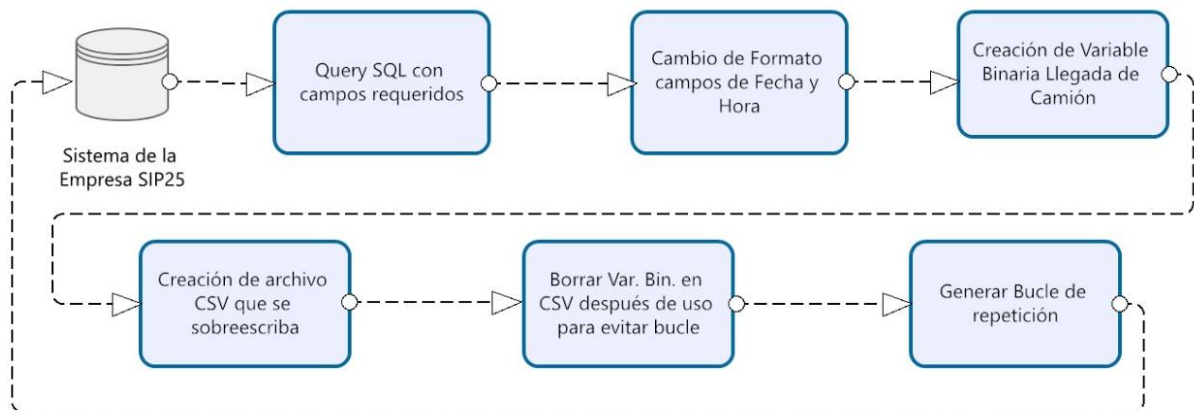 Sistema de la
Empresa SIP25
Query SQL con
campos requeridos
Cambio de Formato
campos de Fecha y
Hora
Creación de Variable
Binaria Llegada de
Camión
Creación de archivo
CSV que se
sobreescriba
Borrar Var. Bin. en
CSV después de uso
para evitar bucle
Generar Bucle de
repetición